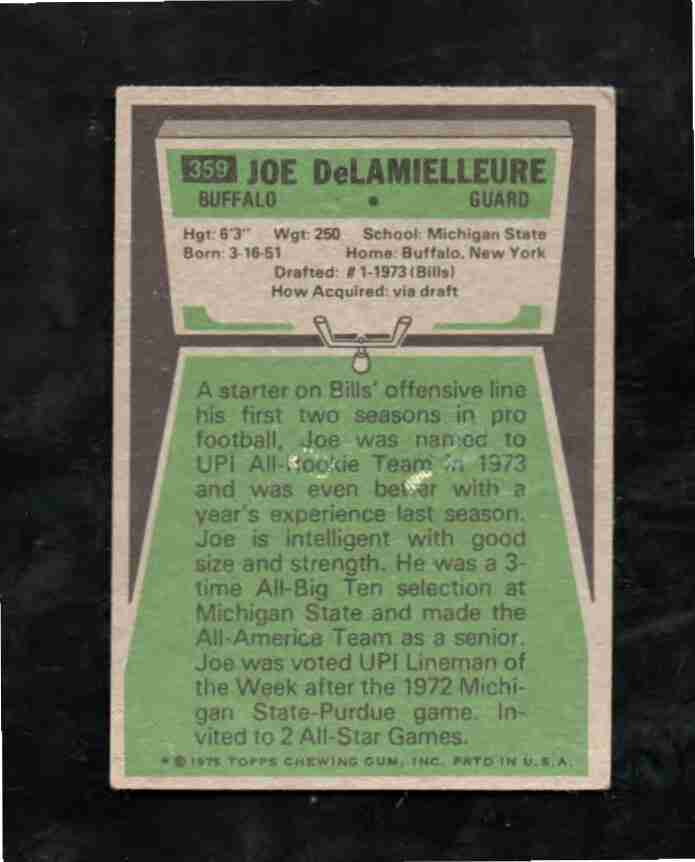 359 JOE DeLAMIELLEURE
BUFFALO • GUARD
Hgt: 6'3" Wgt: 250 School: Michigan State
Born: 3-16-51 Home: Buffalo, New York
Drafted: #1-1973 (Bills)
How Acquired: via draft
A starter on Bills' offensive line
his first two seasons in pro
football, Joe was named to
UPI All-Rookie Team in 1973
and was even better with a
year's experience last season.
Joe is intelligent with good
size and strength. He was a 3-
time All-Big Ten selection at
Michigan State and made the
All-America Team as a senior.
Joe was voted UPI Lineman of
the Week after the 1972 Michi-
gan State-Purdue game. In-
vited to 2 All-Star Games.
* © 1975 TOPPS CHEWING GUM, INC. PRTD IN U.S.A.